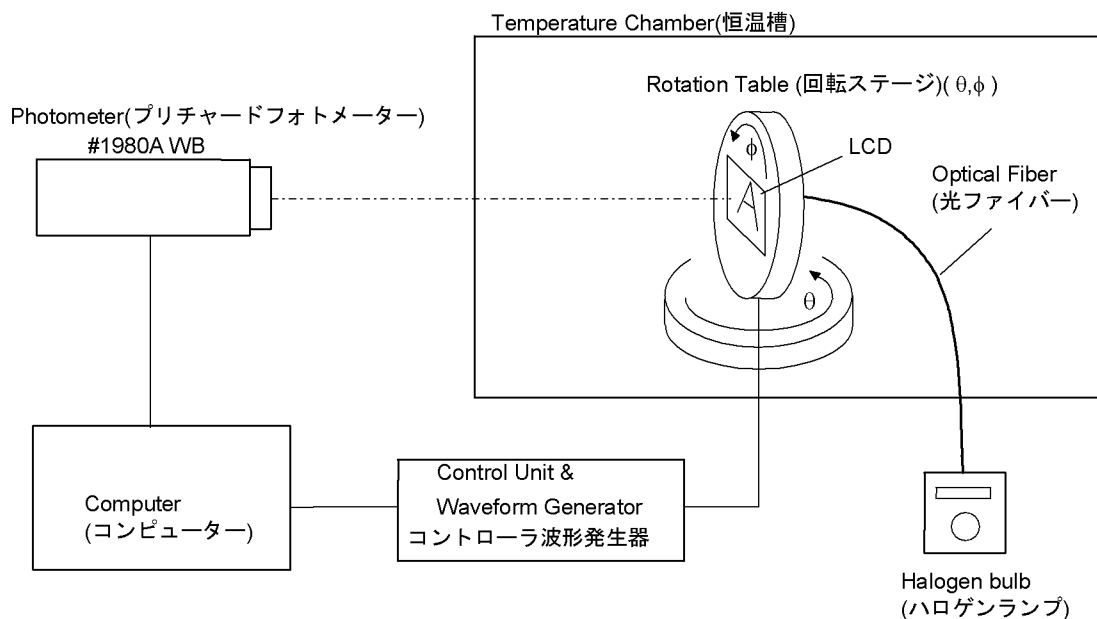 Temperature Chamber(恒温槽)
Rotation Table (回転ステージ)( θ,ϕ )
Photometer(プリチャードフォトメーター)
#1980A WB
ϕ
LCD
A
Optical Fiber
(光ファイバー)
θ
Control Unit &
Waveform Generator
コントローラ波形発生器
Computer
(コンピューター)
Halogen bulb
(ハロゲンランプ)